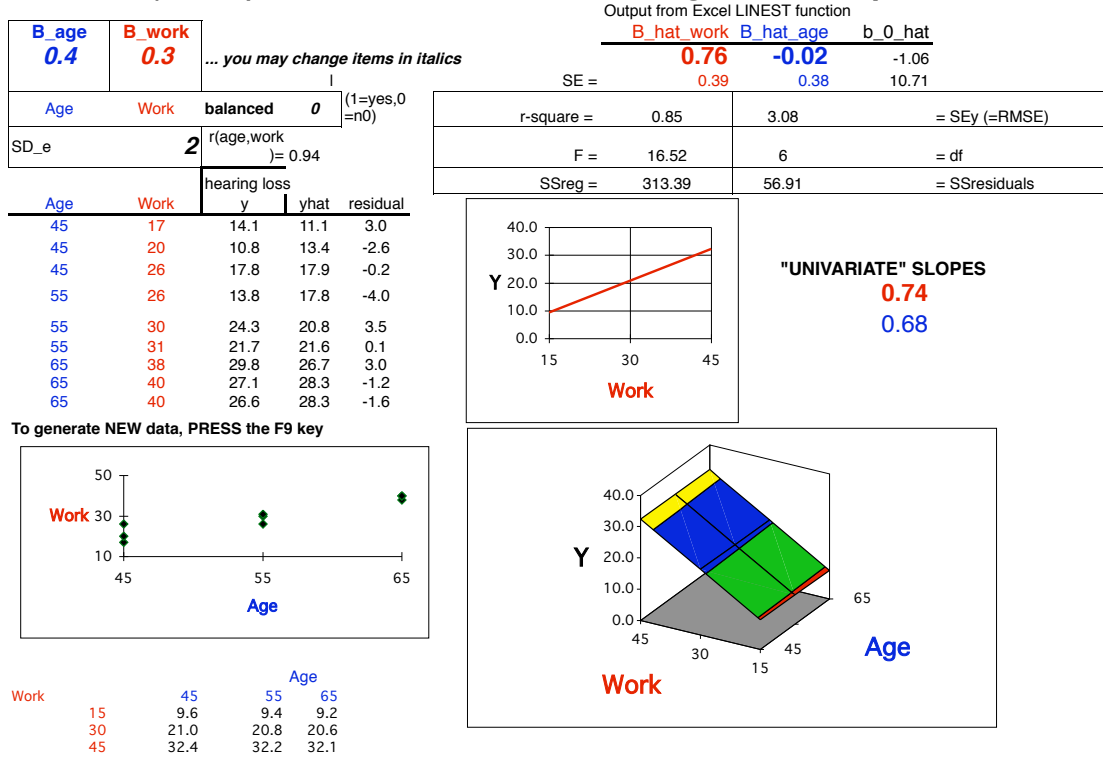 Output from Excel LINEST function
B_age B_work B_hat_work B_hat_age b_0_hat
0.4 0.3 ... you may change items in italics 0.76 -0.02 -1.06
SE = 0.39 0.38 10.71
Age Work balanced 0 (1=yes,0 =n0)
r-square = 0.85 3.08 = SEy (=RMSE)
SD_e 2 r(age,work )= 0.94
F = 16.52 6 = df
SSreg = 313.39 56.91 = SSresiduals
hearing loss
Age Work y yhat residual
45 17 14.1 11.1 3.0
45 20 10.8 13.4 -2.6
45 26 17.8 17.9 -0.2
55 26 13.8 17.8 -4.0
55 30 24.3 20.8 3.5
55 31 21.7 21.6 0.1
65 38 29.8 26.7 3.0
65 40 27.1 28.3 -1.2
65 40 26.6 28.3 -1.6
40.0
30.0
Y 20.0
10.0
0.0
15 30 45
Work
"UNIVARIATE" SLOPES
0.74
0.68
To generate NEW data, PRESS the F9 key
50
Work 30
10
45 55 65
Age
40.0
30.0
Y 20.0
10.0
0.0
45 30 15
45 65
Work Age
Age
Work 45 55 65
15 9.6 9.4 9.2
30 21.0 20.8 20.6
45 32.4 32.2 32.1